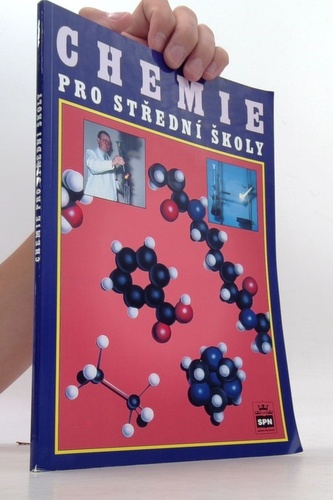 CHEMIE
PRO STŘEDNÍ ŠKOLY
CHEMIE PRO STŘEDNÍ ŠKOLY
SPN